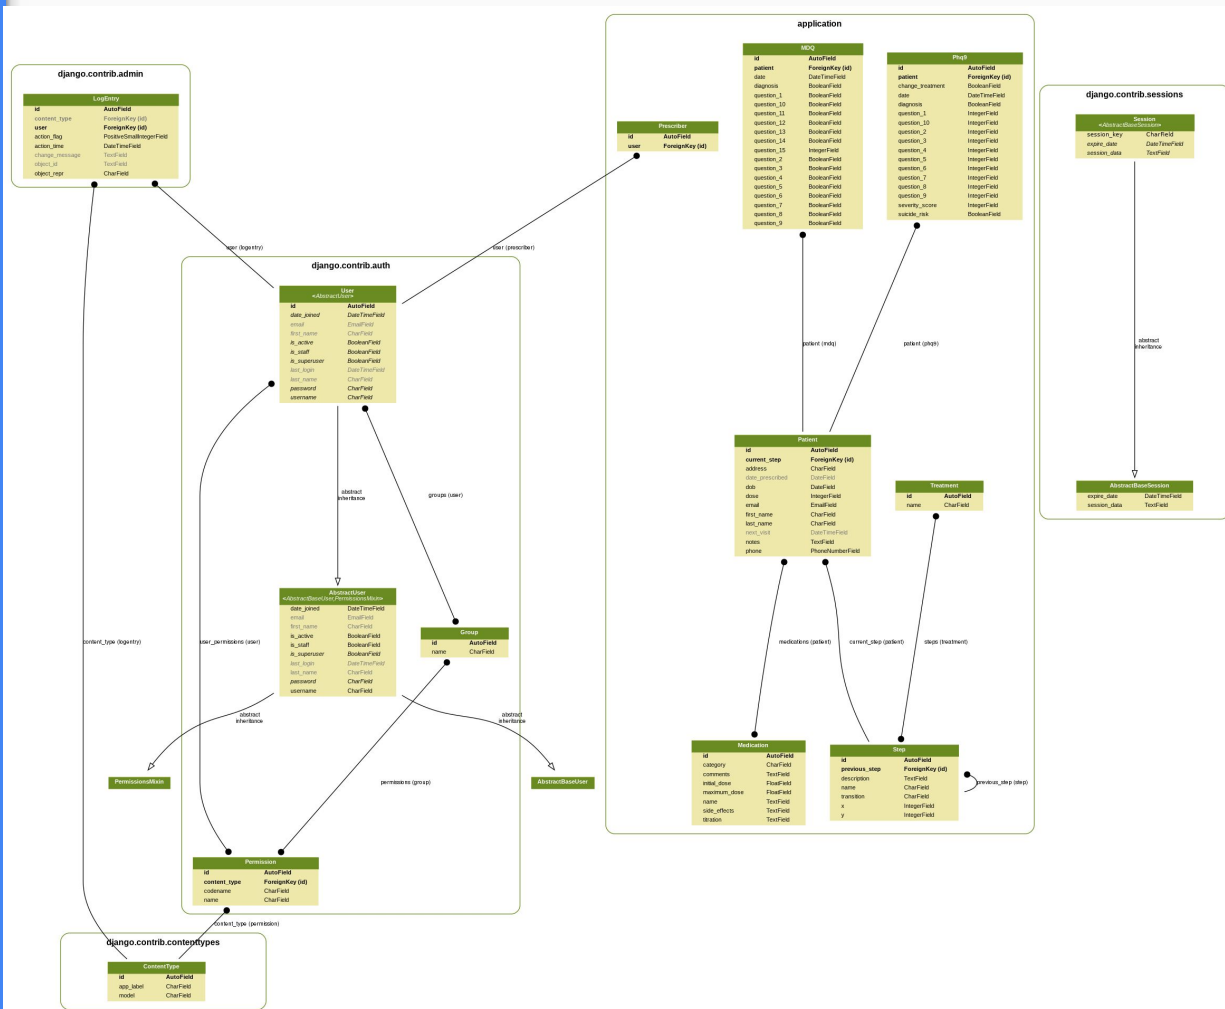 application
django.contrib.admin
LogEntry
id AutoField
content_type ForeignKey (id)
user ForeignKey (id)
action_flag PositiveSmallIntegerField
action_time DateTimeField
change_message TextField
object_id TextField
object_repr CharField
MDQ
id AutoField
patient ForeignKey (id)
date DateTimeField
diagnosis BooleanField
question_1 BooleanField
question_10 BooleanField
question_11 BooleanField
question_12 BooleanField
question_13 BooleanField
question_14 BooleanField
question_15 IntegerField
question_2 BooleanField
question_3 BooleanField
question_4 BooleanField
question_5 BooleanField
question_6 BooleanField
question_7 BooleanField
question_8 BooleanField
question_9 BooleanField
Phq9
id AutoField
patient ForeignKey (id)
change_treatment BooleanField
date DateTimeField
diagnosis BooleanField
question_1 IntegerField
question_10 IntegerField
question_2 IntegerField
question_3 IntegerField
question_4 IntegerField
question_5 IntegerField
question_6 IntegerField
question_7 IntegerField
question_8 IntegerField
question_9 IntegerField
severity_score IntegerField
suicide_risk BooleanField
django.contrib.sessions
Session
<AbstractBaseSession>
session_key CharField
expire_date DateTimeField
session_data TextField
Prescriber
id AutoField
user ForeignKey (id)
user (logentry)
user (prescriber)
django.contrib.auth
User
<AbstractUser>
id AutoField
date_joined DateTimeField
email EmailField
first_name CharField
is_active BooleanField
is_staff BooleanField
is_superuser BooleanField
last_login DateTimeField
last_name CharField
password CharField
username CharField
patient (mdq)
patient (phq9)
abstract
inheritance
Patient
id AutoField
current_step ForeignKey (id)
address CharField
date_prescribed DateField
dob DateField
dose IntegerField
email EmailField
first_name CharField
last_name CharField
next_visit DateTimeField
notes TextField
phone PhoneNumberField
Treatment
id AutoField
name CharField
AbstractBaseSession
expire_date DateTimeField
session_data TextField
abstract
inheritance
groups (user)
AbstractUser
<AbstractBaseUser,PermissionsMixin>
date_joined DateTimeField
email EmailField
first_name CharField
is_active BooleanField
is_staff BooleanField
is_superuser BooleanField
last_login DateTimeField
last_name CharField
password CharField
username CharField
Group
id AutoField
name CharField
content_type (logentry)
user_permissions (user)
medications (patient)
current_step (patient)
steps (treatment)
abstract
inheritance
abstract
inheritance
PermissionsMixin
AbstractBaseUser
permissions (group)
Medication
id AutoField
category CharField
comments TextField
initial_dose FloatField
maximum_dose FloatField
name TextField
side_effects TextField
titration TextField
Step
id AutoField
previous_step ForeignKey (id)
description TextField
name CharField
transition CharField
x IntegerField
y IntegerField
previous_step (step)
Permission
id AutoField
content_type ForeignKey (id)
codename CharField
name CharField
content_type (permission)
django.contrib.contenttypes
ContentType
id AutoField
app_label CharField
model CharField